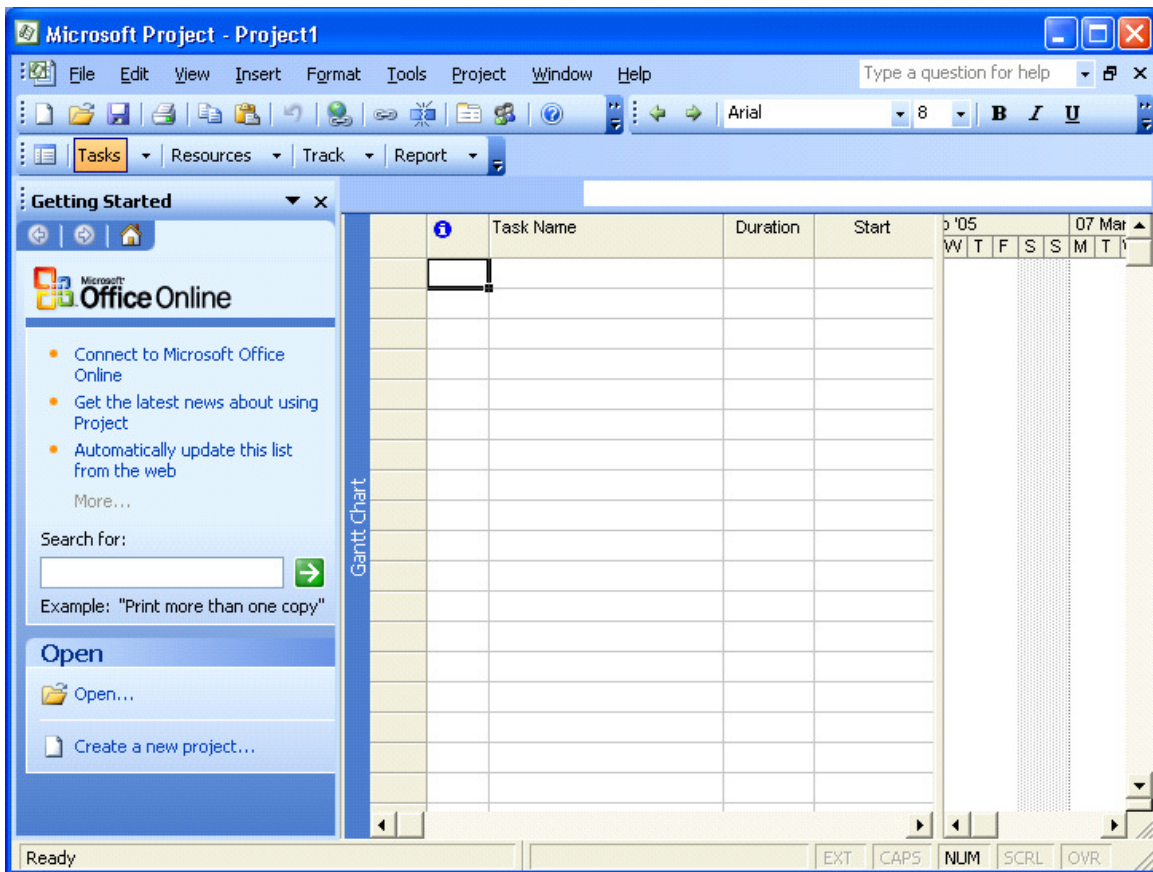 Microsoft Project - Project1
File Edit View Insert Format Tools Project Window Help Type a question for help
Arial 8 B I U
Tasks Resources Track Report
Getting Started
Task Name Duration Start '05 07 Mar
W T F S S M T
Microsoft
Office Online
Connect to Microsoft Office
Online
Get the latest news about using
Project
Automatically update this list
from the web
More...
Search for:
Example: "Print more than one copy"
Open
Open...
Create a new project...
Gantt Chart
Ready EXT CAPS NUM SCRL OVR